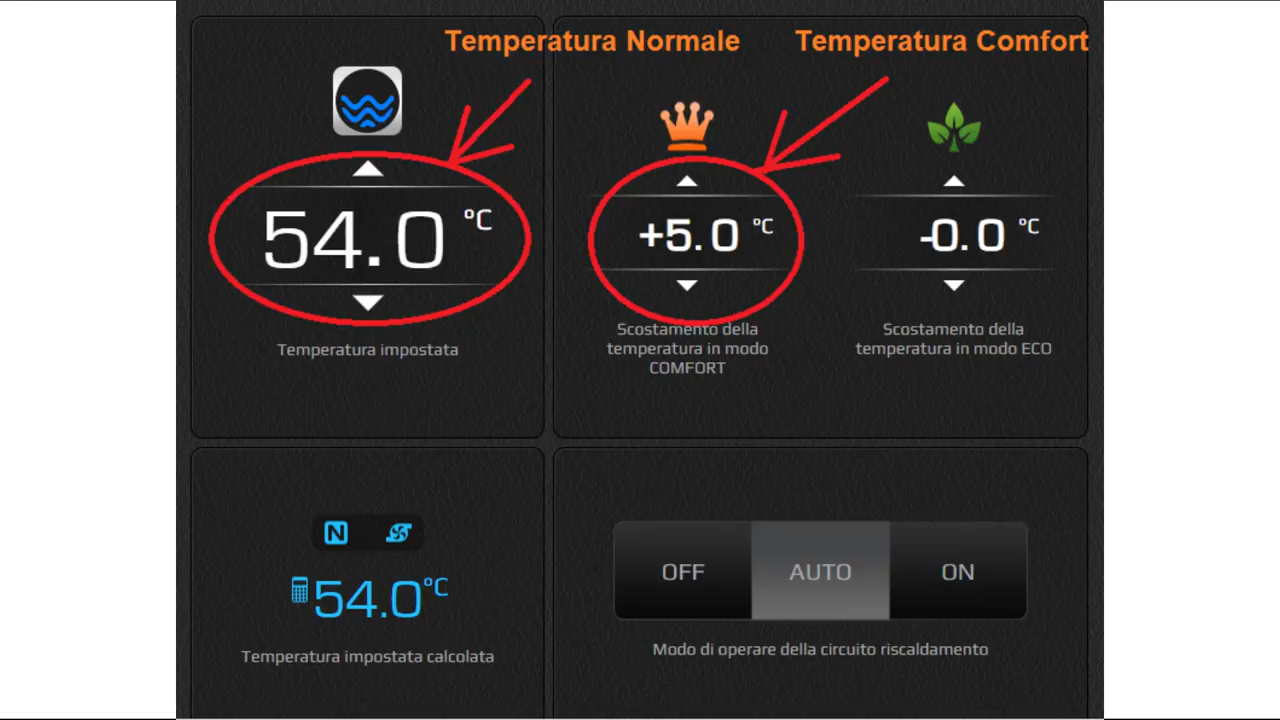 Temperatura Normale
Temperatura Comfort
54.0 °C
Temperatura impostata
+5.0 °C
Scostamento della
temperatura in modo
COMFORT
-0.0 °C
Scostamento della
temperatura in modo ECO
N
54.0°C
Temperatura impostata calcolata
OFF
AUTO
ON
Modo di operare della circuito riscaldamento